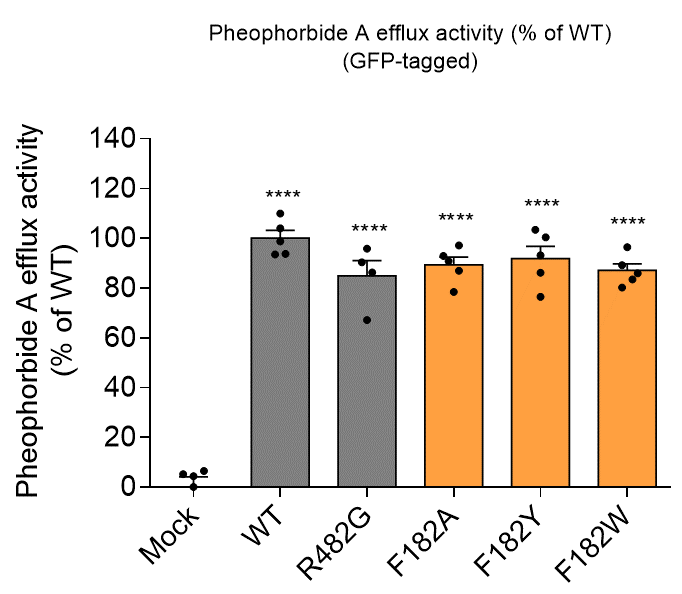 Pheophorbide A efflux activity (% of WT)
(GFP-tagged)
Pheophorbide A efflux activity
(% of WT)
140
120
100
80
60
40
20
0
****
****
****
****
****
Mock
WT
R482G
F182A
F182Y
F182W